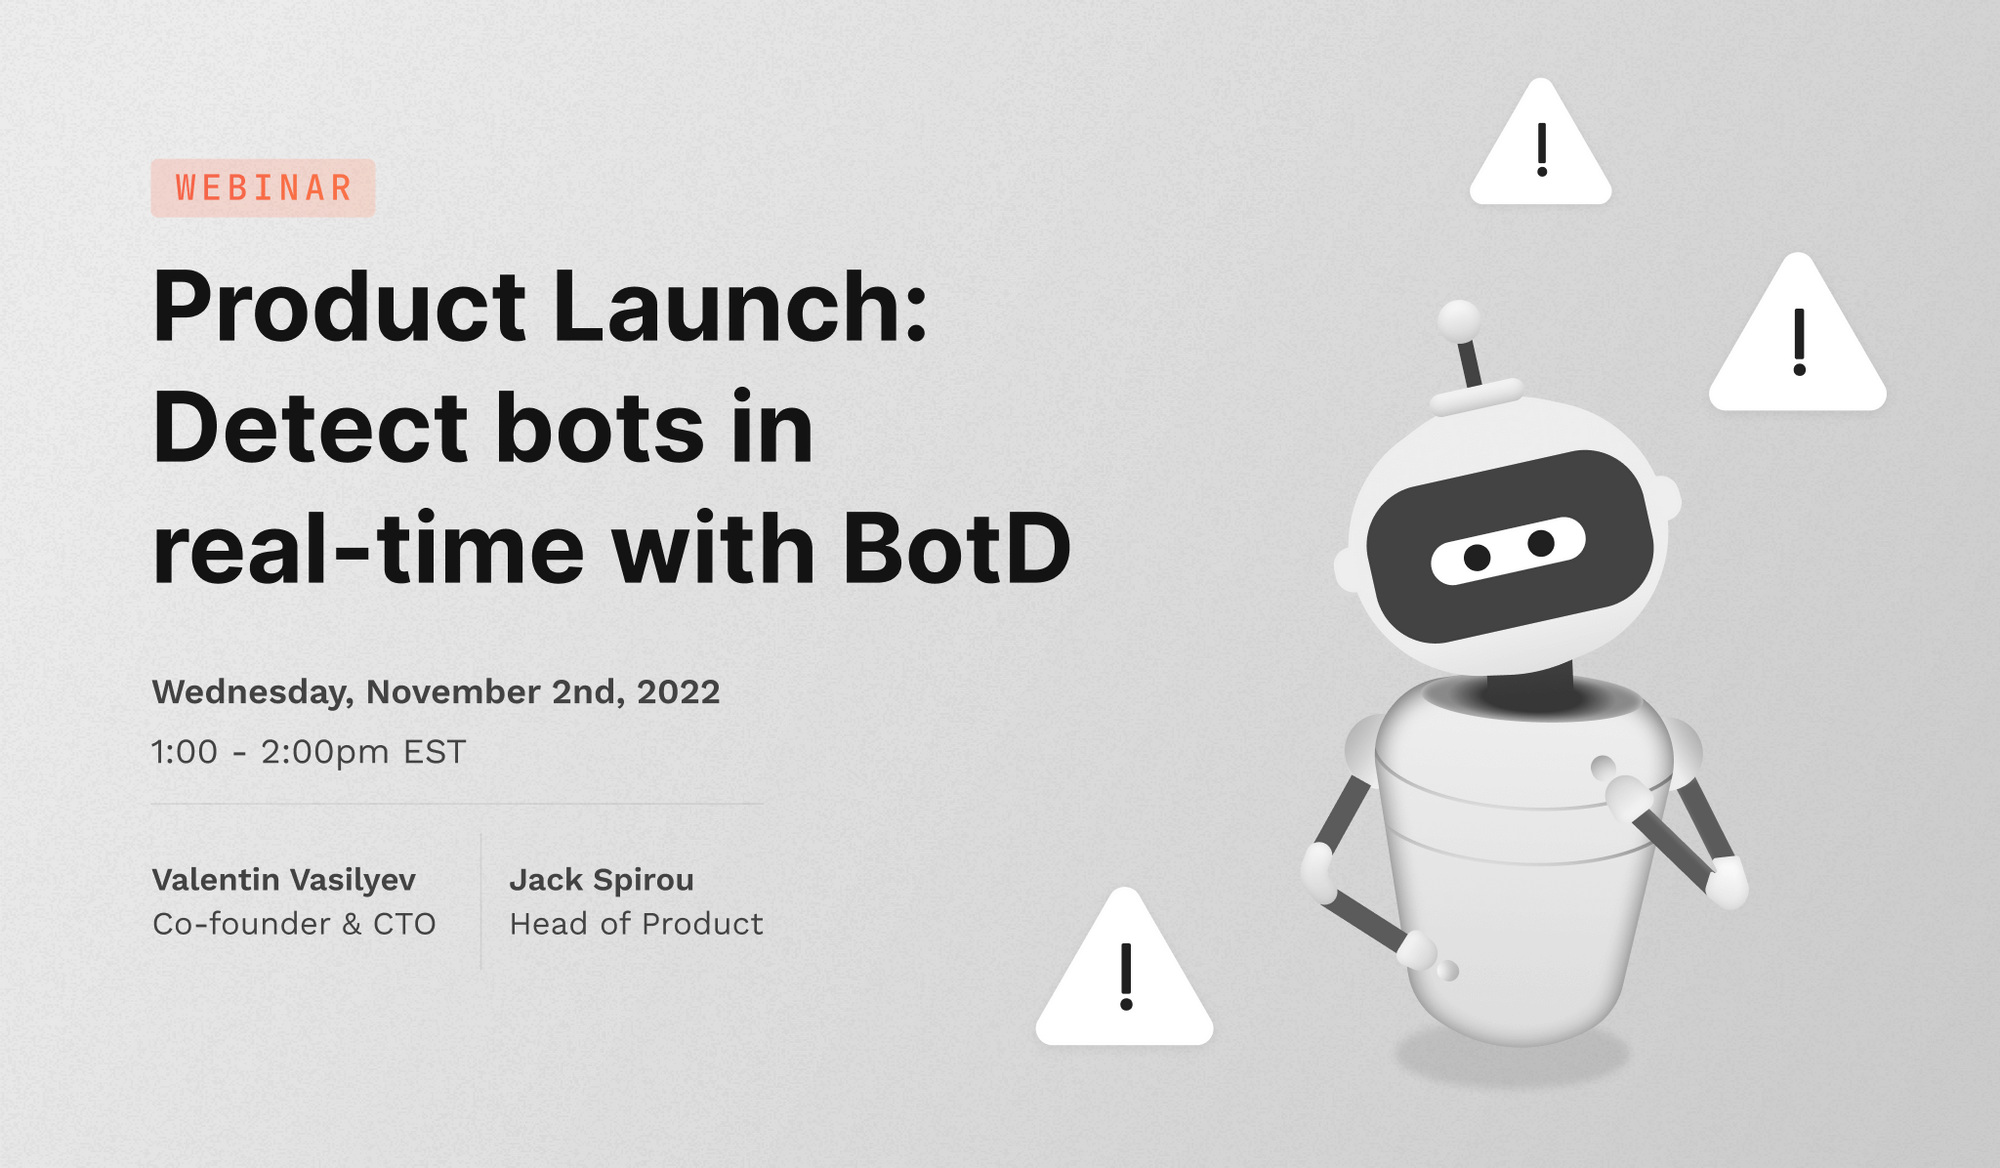 WEBINAR
Product Launch:
Detect bots in
real-time with BotD
Wednesday, November 2nd, 2022
1:00 - 2:00pm EST
Valentin Vasilyev
Co-founder & CTO
Jack Spirou
Head of Product
!
!
!